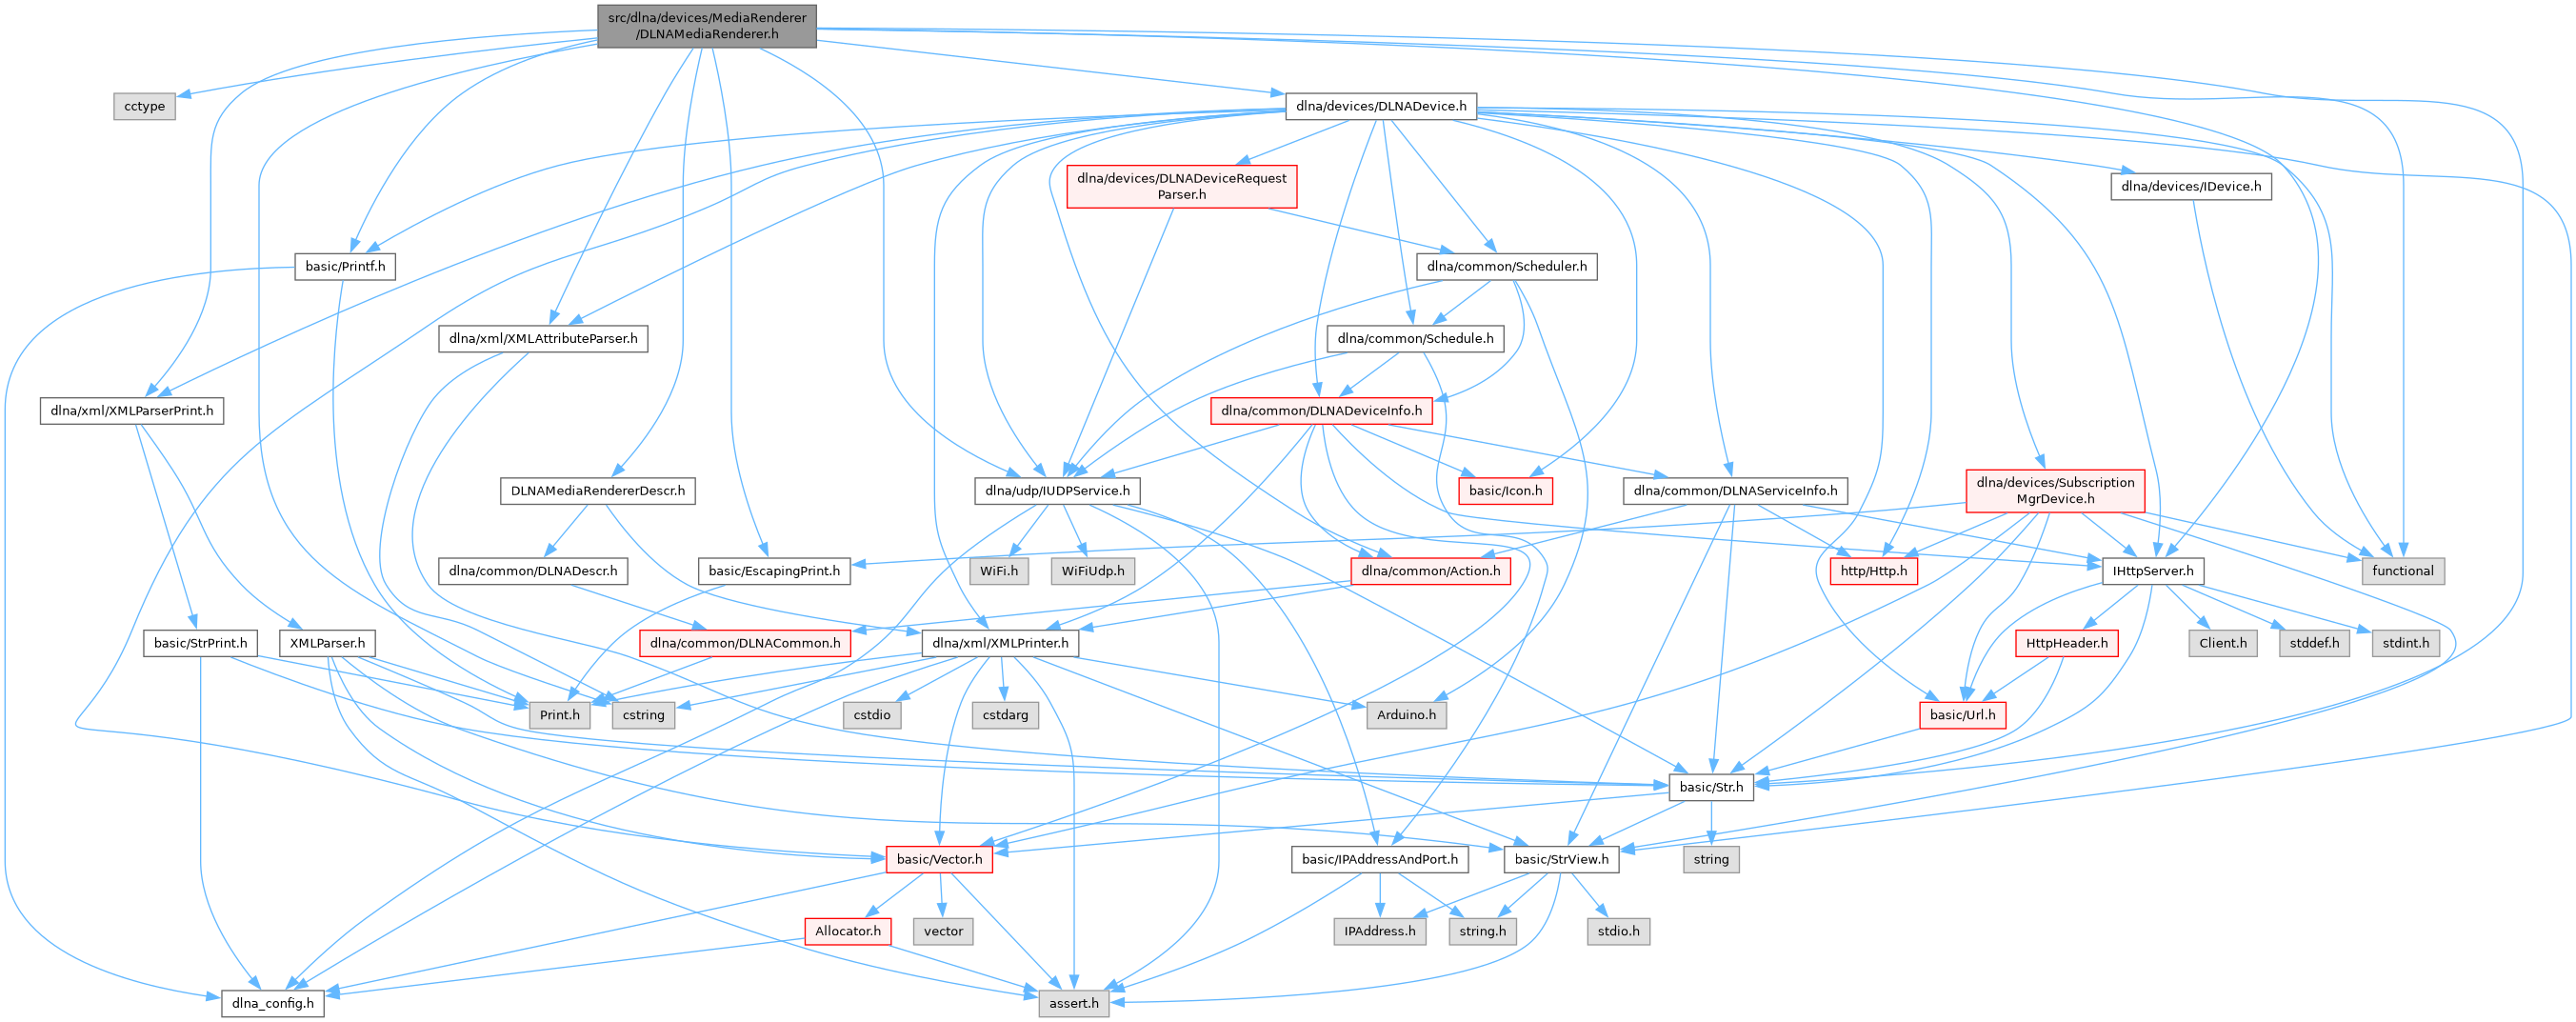 src/dlna/devices/MediaRenderer
/DLNAMediaRenderer.h
cctype
dlna/devices/DLNADevice.h
dlna/devices/DLNADeviceRequest
Parser.h
dlna/devices/IDevice.h
basic/Printf.h
dlna/common/Scheduler.h
dlna/xml/XMLAttributeParser.h
dlna/common/Schedule.h
dlna/xml/XMLParserPrint.h
dlna/common/DLNADeviceInfo.h
DLNAMediaRendererDescr.h
dlna/udp/IUDPService.h
basic/Icon.h
dlna/common/DLNAServiceInfo.h
dlna/devices/Subscription
MgrDevice.h
dlna/common/DLNADescr.h
basic/EscapingPrint.h
WiFi.h
WiFiUdp.h
dlna/common/Action.h
http/Http.h
IHttpServer.h
functional
basic/StrPrint.h
XMLParser.h
dlna/common/DLNACommon.h
dlna/xml/XMLPrinter.h
HttpHeader.h
Client.h
stddef.h
stdint.h
Print.h
cstring
cstdio
cstdarg
Arduino.h
basic/Url.h
basic/Str.h
basic/Vector.h
basic/IPAddressAndPort.h
basic/StrView.h
string
Allocator.h
vector
IPAddress.h
string.h
stdio.h
dlna_config.h
assert.h